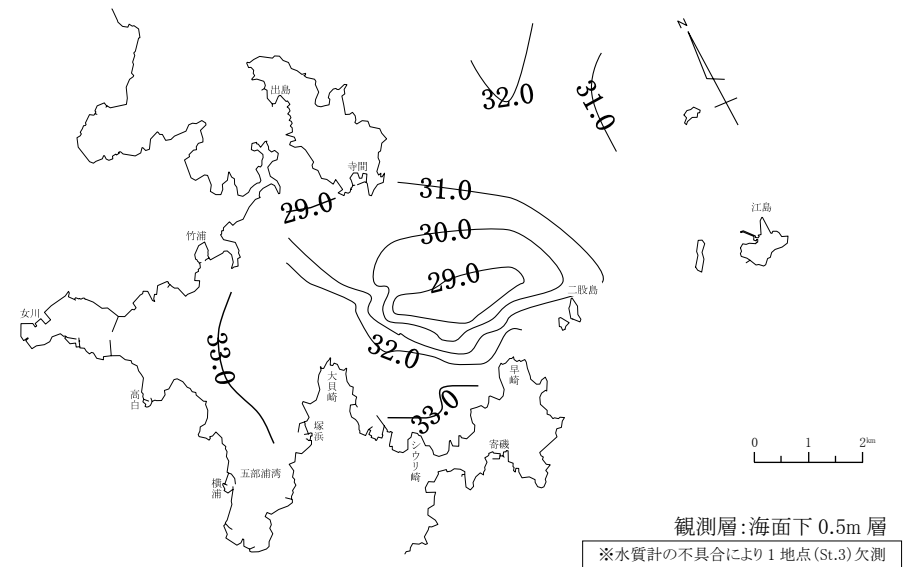 N
出島
32.0
31.0
寺間
31.0
29.0
江島
竹浦
30.0
29.0
二股島
女川
33.0
32.0
大貝崎
早崎
高白
33.0
塚浜
シウリ崎
寄磯
0 1 2km
五部浦湾
横浦
観測層:海面下 0.5m 層
※水質計の不具合により 1 地点(St.3)欠測